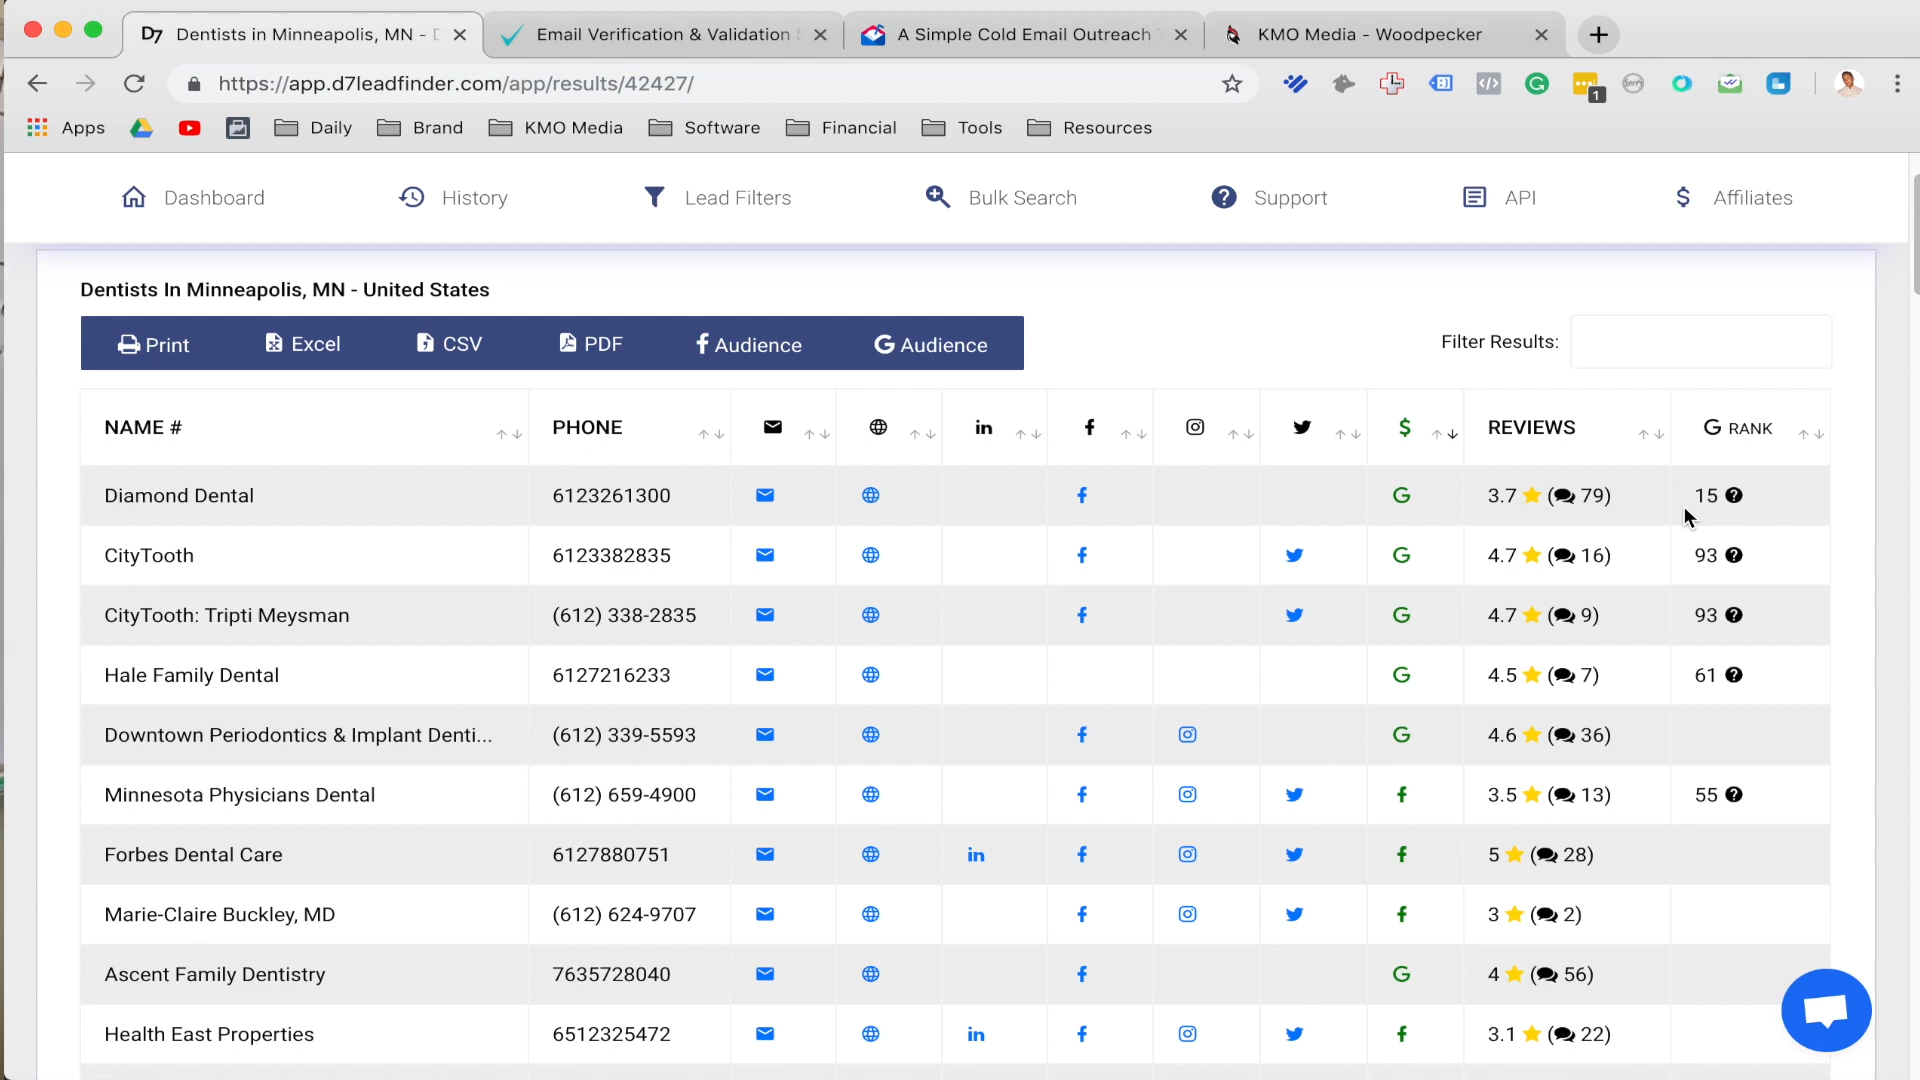 D7 Dentists in Minneapolis, MN -
Email Verification & Validation
A Simple Cold Email Outreach
KMO Media - Woodpecker
https://app.d7leadfinder.com/app/results/42427/
1
Apps
Daily
Brand
KMO Media
Software
Financial
Tools
Resources
Dashboard
History
Lead Filters
Bulk Search
Support
API
Affiliates
Dentists In Minneapolis, MN - United States
Print Excel CSV PDF Audience Audience
Filter Results:
NAME # PHONE in $ REVIEWS G RANK
Diamond Dental 6123261300 G 3.7 (79) 15
CityTooth 6123382835 G 4.7 (16) 93
CityTooth: Tripti Meysman (612) 338-2835 G 4.7 (9) 93
Hale Family Dental 6127216233 G 4.5 (7) 61
Downtown Periodontics & Implant Denti... (612) 339-5593 G 4.6 (36)
Minnesota Physicians Dental (612) 659-4900 3.5 (13) 55
Forbes Dental Care 6127880751 in 5 (28)
Marie-Claire Buckley, MD (612) 624-9707 3 (2)
Ascent Family Dentistry 7635728040 G 4 (56)
Health East Properties 6512325472 in 3.1 (22)